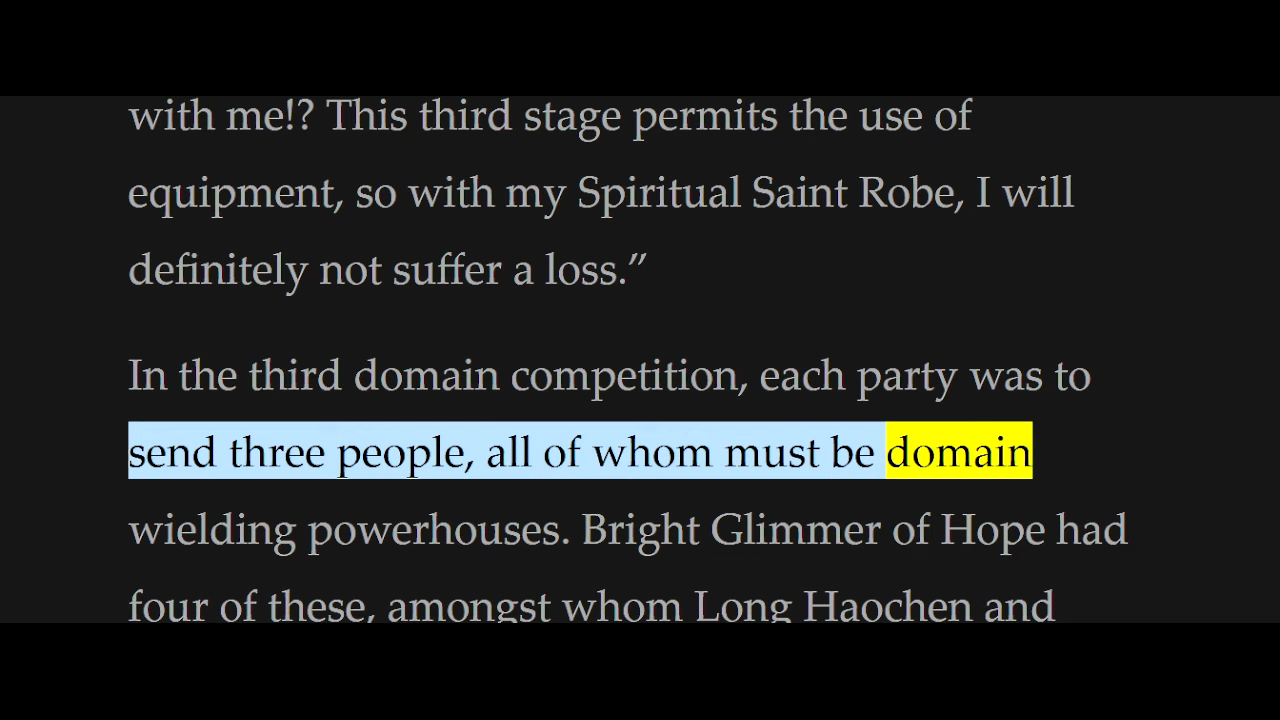 with me!? This third stage permits the use of
equipment, so with my Spiritual Saint Robe, I will
definitely not suffer a loss.”
In the third domain competition, each party was to
send three people, all of whom must be domain
wielding powerhouses. Bright Glimmer of Hope had
four of these, amongst whom Long Haochen and